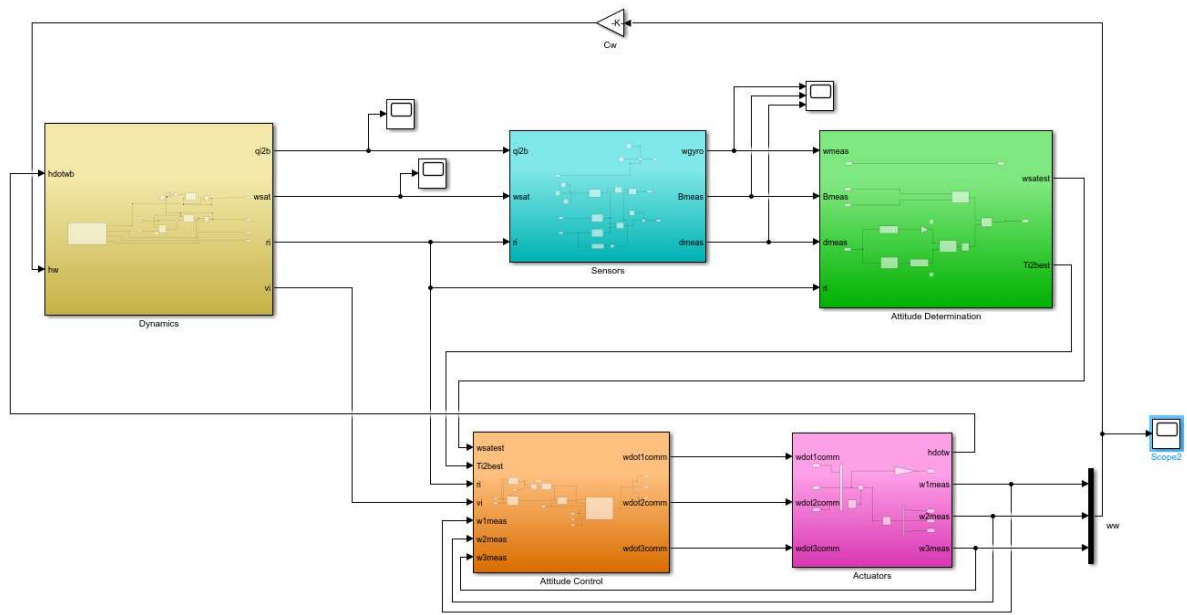 -K-
Cw
hdotwb
hw
qi2b
wsat
ri
vi
Dynamics
qi2b
wsat
ri
wgyro
Bmeas
dmeas
Sensors
wmeas
Bmeas
dmeas
ri
wsatest
Ti2best
Attitude Determination
wsatest
Ti2best
ri
vi
w1meas
w2meas
w3meas
wdot1comm
wdot2comm
wdot3comm
Attitude Control
wdot1comm
wdot2comm
wdot3comm
hdotw
w1meas
w2meas
w3meas
Actuators
ww
Scope2